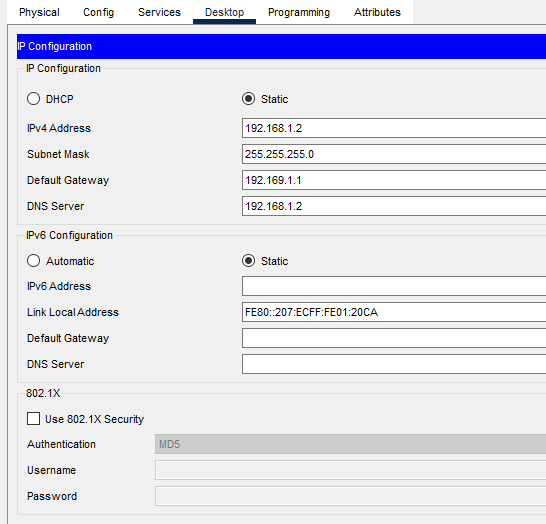 Physical Config Services Desktop Programming Attributes
IP Configuration
IP Configuration
DHCP Static
IPv4 Address 192.168.1.2
Subnet Mask 255.255.255.0
Default Gateway 192.169.1.1
DNS Server 192.168.1.2
IPv6 Configuration
Automatic Static
IPv6 Address
Link Local Address FE80::207:ECFF:FE01:20CA
Default Gateway
DNS Server
802.1X
Use 802.1X Security
Authentication MD5
Username
Password